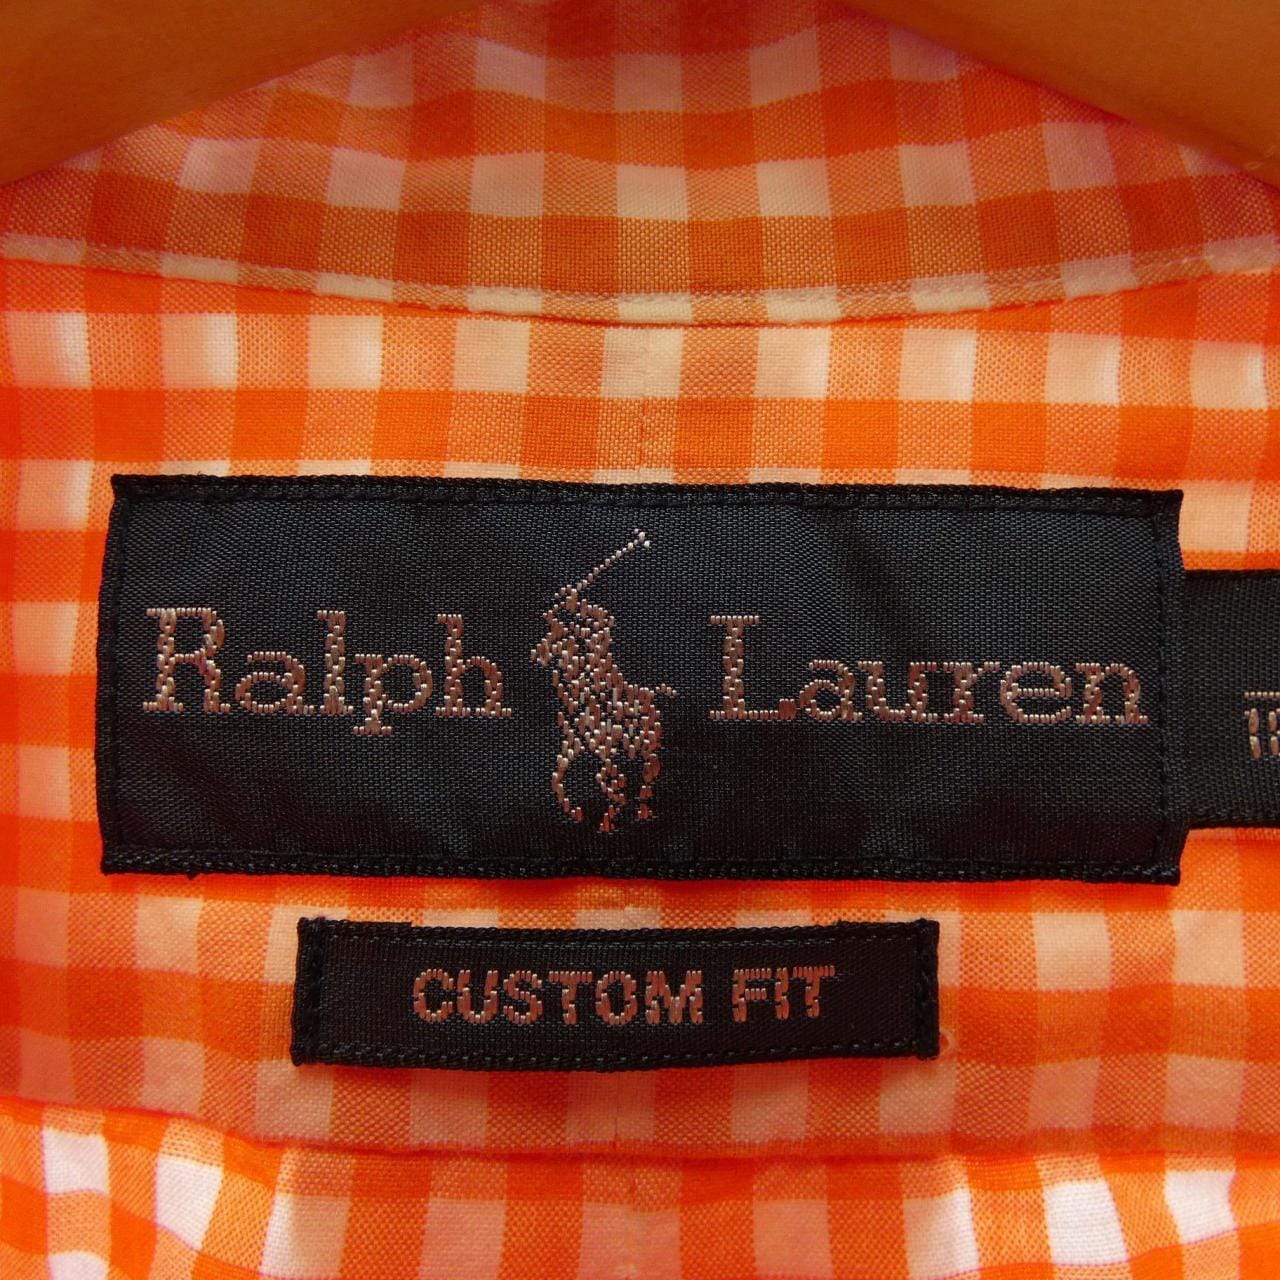 Ralph Lauren
CUSTOM FIT